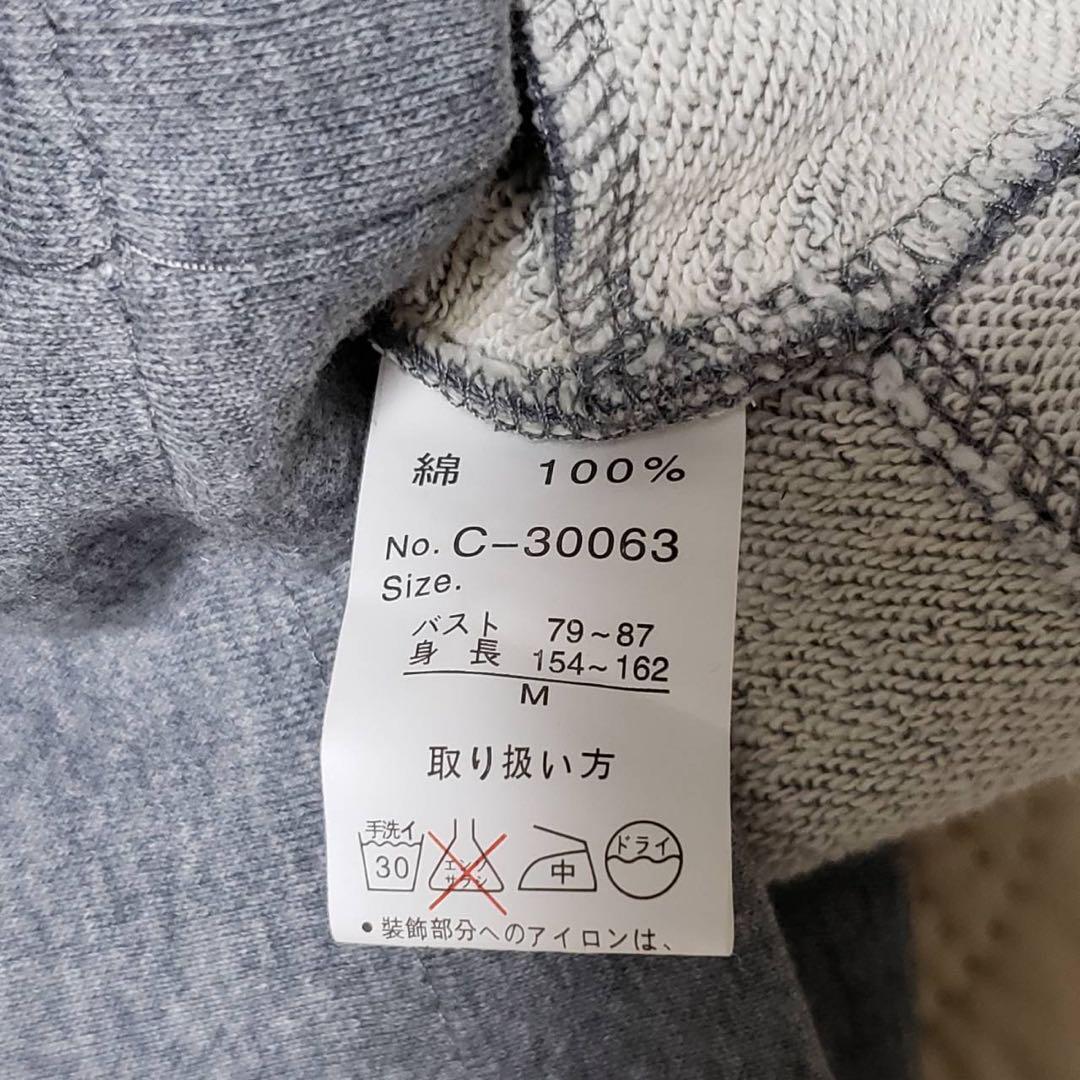 綿 100%
No. C-30063
Size.
バスト 79~87
身長 154~162
M
取り扱い方
手洗イ
30
エンソ
サラシ
中
ドライ
•装飾部分へのアイロンは、